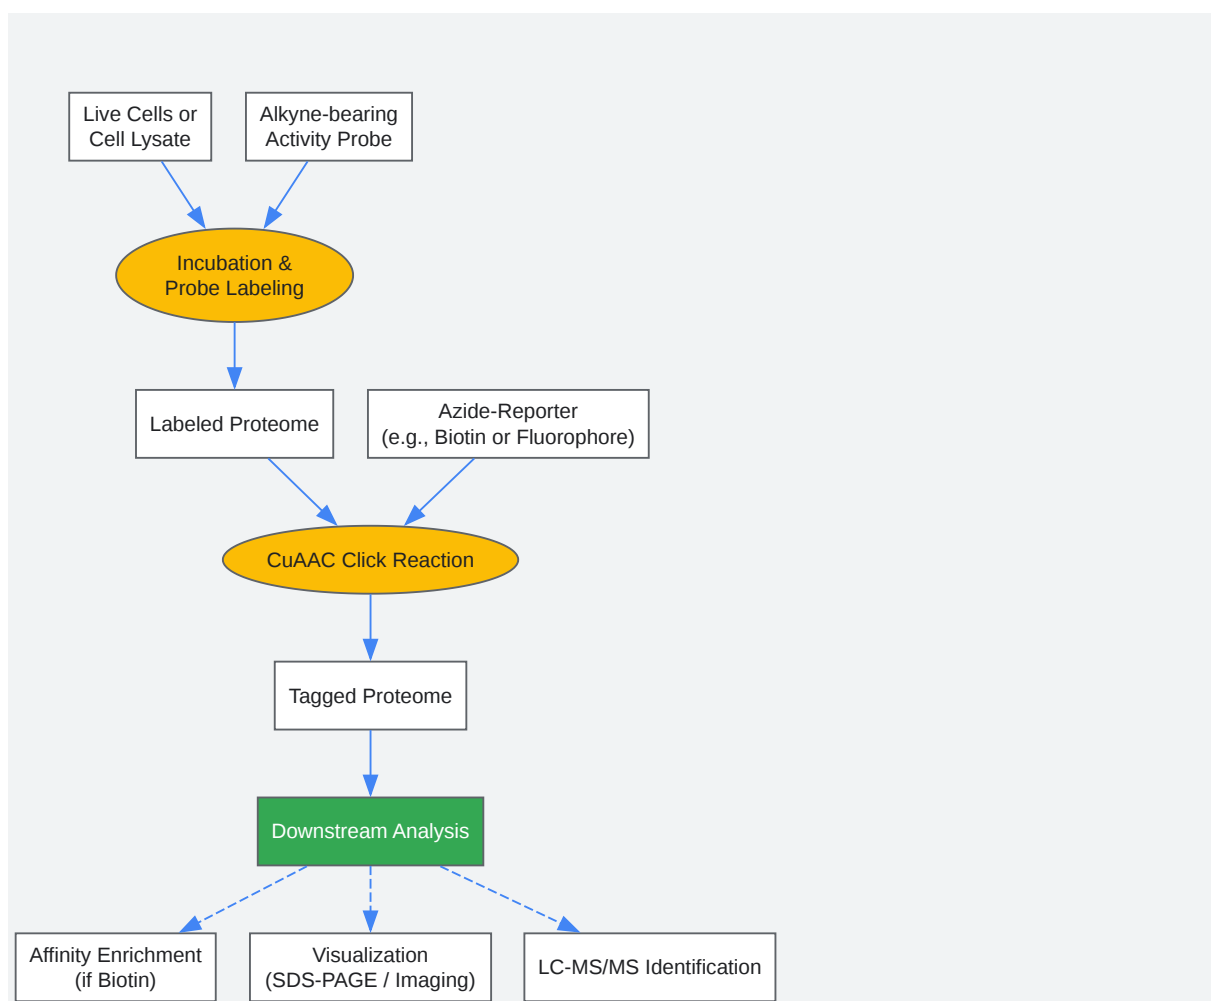 Live Cells or
Cell Lysate
Alkyne-bearing
Activity Probe
Incubation &
Probe Labeling
Labeled Proteome
Azide-Reporter
(e.g., Biotin or Fluorophore)
CuAAC Click Reaction
Tagged Proteome
Downstream Analysis
Affinity Enrichment
(if Biotin)
Visualization
(SDS-PAGE / Imaging)
LC-MS/MS Identification